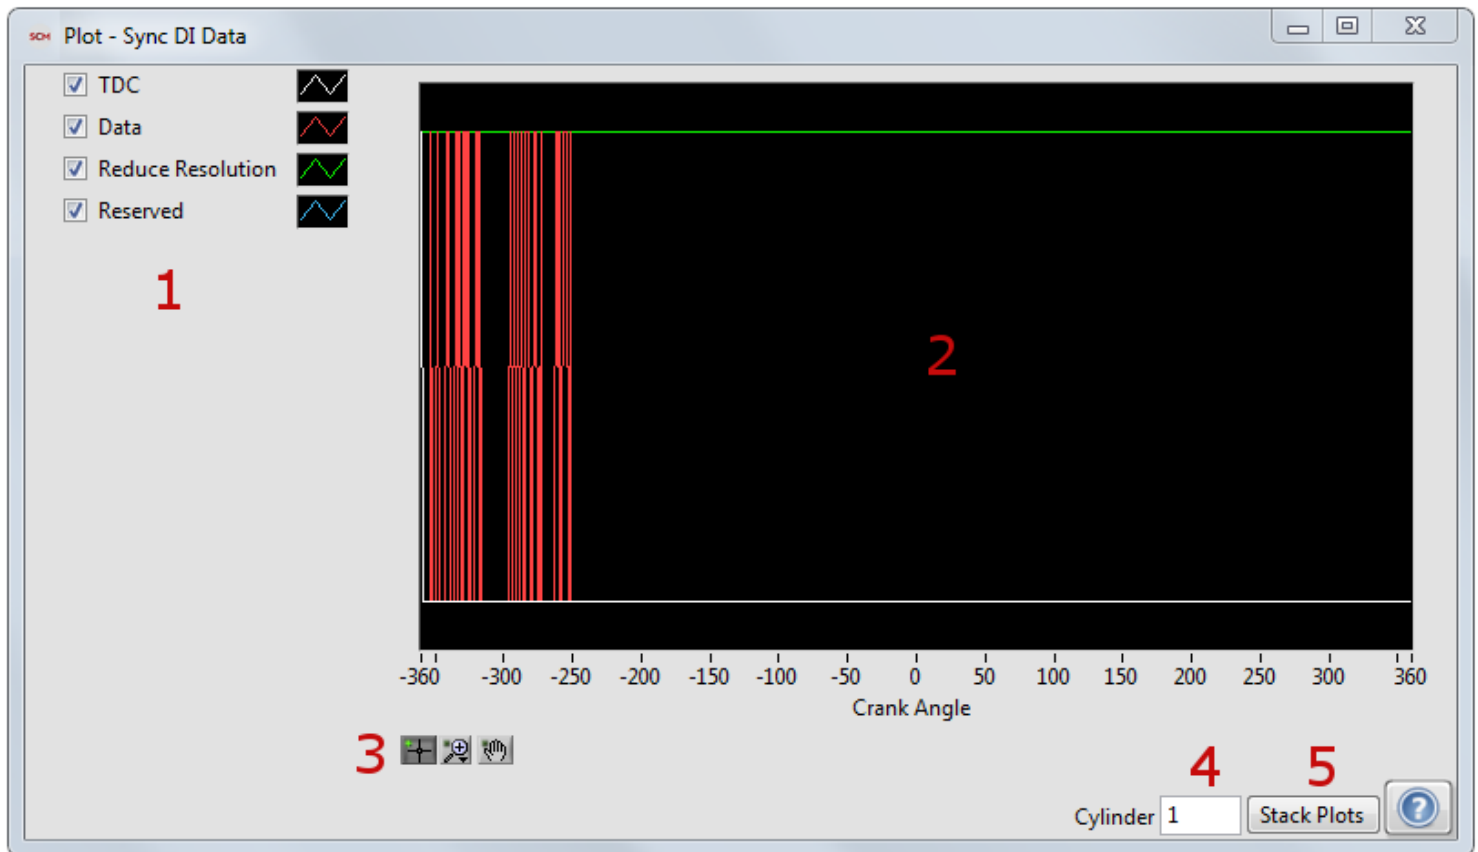 SCM Plot - Sync DI Data
TDC
Data
Reduce Resolution
Reserved
1
2
-360 -300 -250 -200 -150 -100 -50 0 50 100 150 200 250 300 360
Crank Angle
3
4 5
Cylinder 1 Stack Plots ?